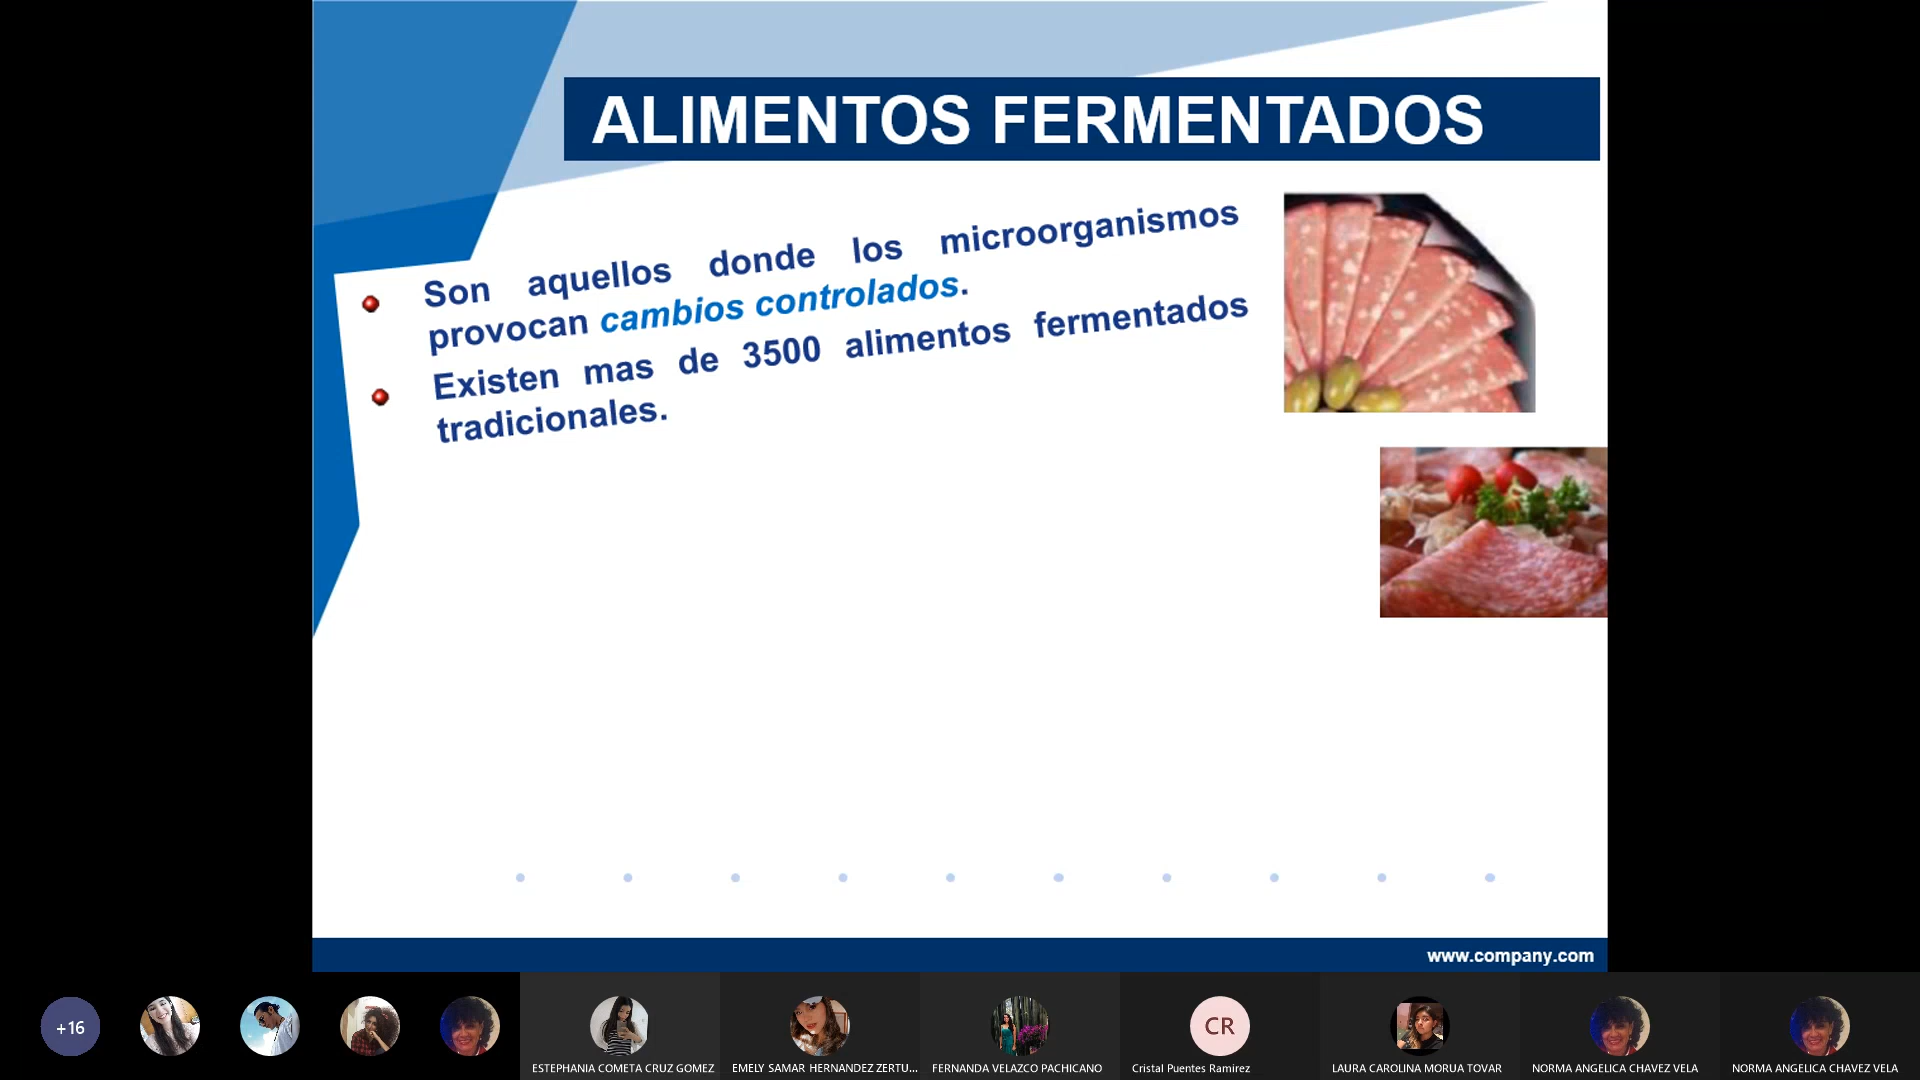 ALIMENTOS FERMENTADOS
Son aquellos donde los microorganismos
provocan cambios controlados.
Existen mas de 3500 alimentos fermentados
tradicionales.
www.company.com
+16
CR
ESTEPHANIA COMETA CRUZ GOMEZ
EMELY SAMAR HERNANDEZ ZERTU...
FERNANDA VELAZCO PACHICANO
Cristal Puentes Ramirez
LAURA CAROLINA MORUA TOVAR
NORMA ANGELICA CHAVEZ VELA
NORMA ANGELICA CHAVEZ VELA